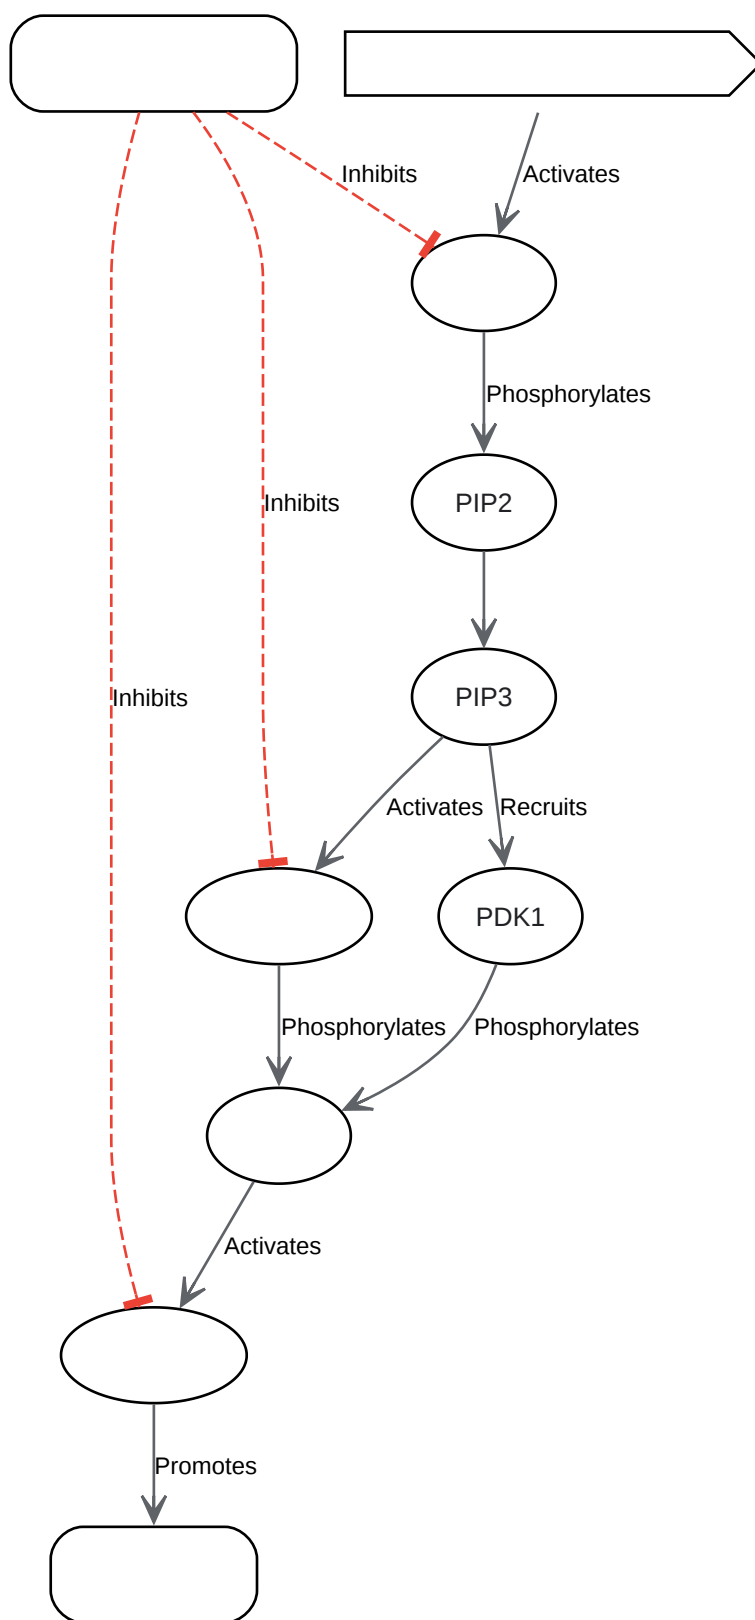 Inhibits
Activates
Phosphorylates
PIP2
Inhibits
PIP3
Inhibits
Activates
Recruits
PDK1
Phosphorylates
Phosphorylates
Activates
Promotes